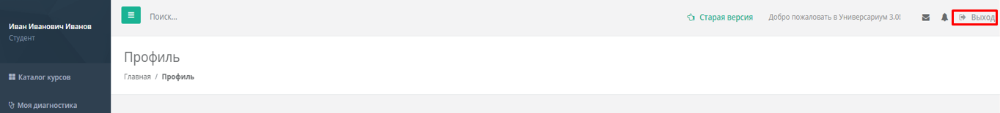 Иван Иванович Иванов
Студент
Каталог курсов
Моя диагностика
Поиск...
Старая версия
Добро пожаловать в Универсариум 3.0!
Выход
Профиль
Главная / Профиль